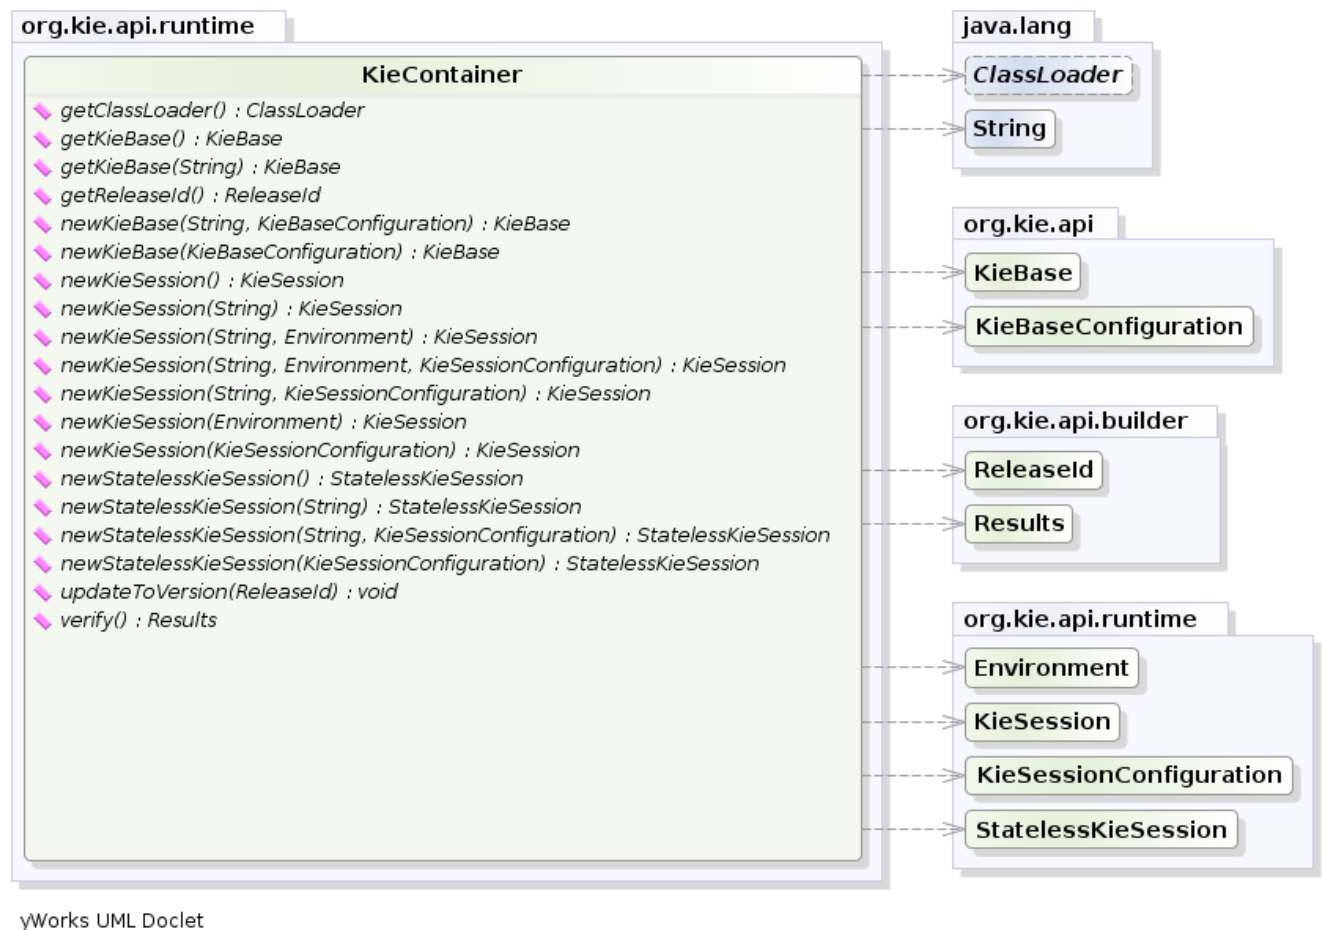 org.kie.api.runtime
KieContainer
getClassLoader() : ClassLoader
getKieBase() : KieBase
getKieBase(String) : KieBase
getReleaseId() : ReleaseId
newKieBase(String, KieBaseConfiguration) : KieBase
newKieBase(KieBaseConfiguration) : KieBase
newKieSession() : KieSession
newKieSession(String) : KieSession
newKieSession(String, Environment) : KieSession
newKieSession(String, Environment, KieSessionConfiguration) : KieSession
newKieSession(String, KieSessionConfiguration) : KieSession
newKieSession(Environment) : KieSession
newKieSession(KieSessionConfiguration) : KieSession
newStatelessKieSession() : StatelessKieSession
newStatelessKieSession(String) : StatelessKieSession
newStatelessKieSession(String, KieSessionConfiguration) : StatelessKieSession
newStatelessKieSession(KieSessionConfiguration) : StatelessKieSession
updateToVersion(ReleaseId) : void
verify() : Results
java.lang
ClassLoader
String
org.kie.api
KieBase
KieBaseConfiguration
org.kie.api.builder
ReleaseId
Results
org.kie.api.runtime
Environment
KieSession
KieSessionConfiguration
StatelessKieSession
yWorks UML Doclet